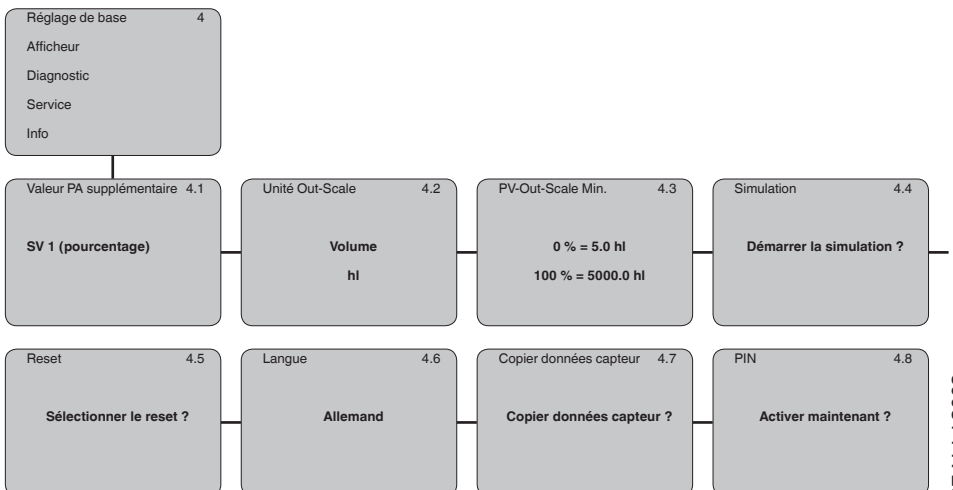 Réglage de base 4
Afficheur
Diagnostic
Service
Info
Valeur PA supplémentaire 4.1
SV 1 (pourcentage)
Unité Out-Scale 4.2
Volume
hl
PV-Out-Scale Min. 4.3
0 % = 5.0 hl
100 % = 5000.0 hl
Simulation 4.4
Démarrer la simulation ?
Reset 4.5
Sélectionner le reset ?
Langue 4.6
Allemand
Copier données capteur 4.7
Copier données capteur ?
PIN 4.8
Activer maintenant ?